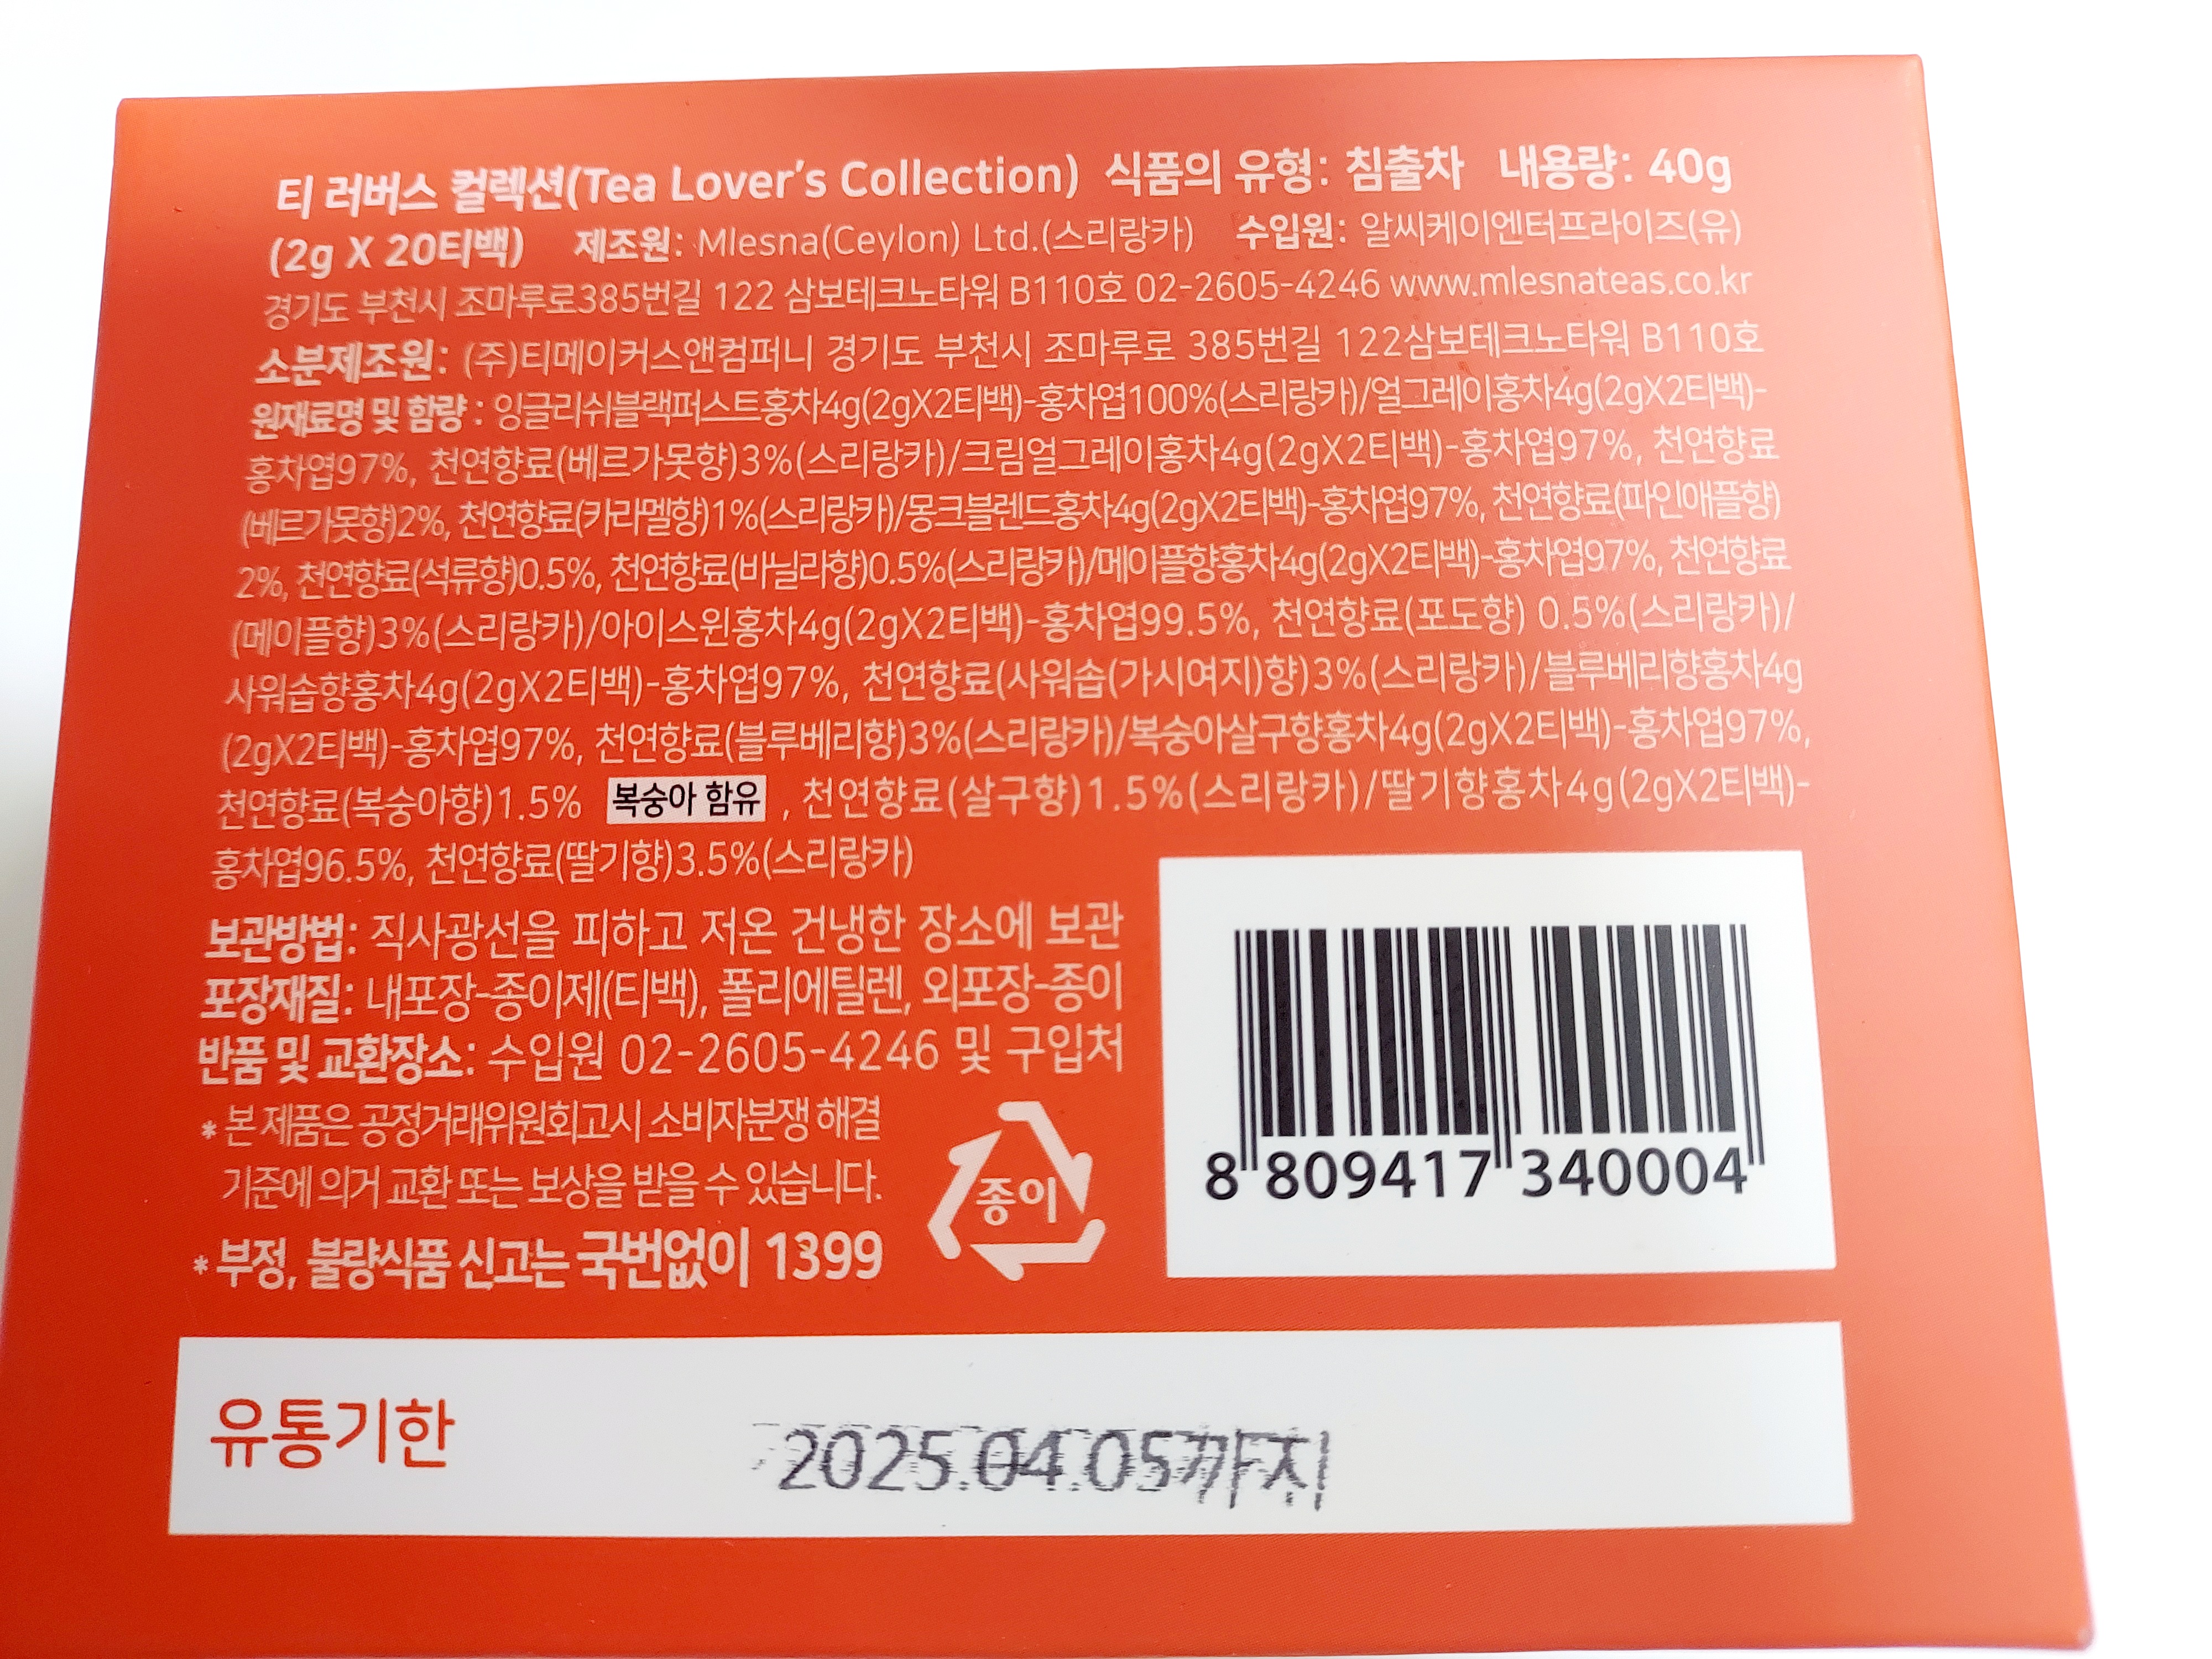 티 러버스 컬렉션(Tea Lover's Collection) 식품의 유형: 침출차 내용량: 40g
(2g X 20티백) 제조원: Mlesna(Ceylon) Ltd.(스리랑카) 수입원: 알씨케이엔터프라이즈(유)
경기도 부천시 조마루로385번길 122 삼보테크노타워 B110호 02-2605-4246 www.mlesnateas.co.kr
소분제조원: (주)티메이커스앤컴퍼니 경기도 부천시 조마루로 385번길 122삼보테크노타워 B110호
원재료명 및 함량 : 잉글리쉬블랙퍼스트홍차4g(2gX2티백)-홍차엽100%(스리랑카)/얼그레이홍차4g(2gX2티백)-
홍차엽97%, 천연향료(베르가못향)3%(스리랑카)/크림얼그레이홍차4g(2gX2티백)-홍차엽97%, 천연향료
(베르가못향)2%, 천연향료(카라멜향)1%(스리랑카)/몽크블렌드홍차4g(2gX2티백)-홍차엽97%, 천연향료(파인애플향)
2%, 천연향료(석류향)0.5%, 천연향료(바닐라향)0.5%(스리랑카)/메이플향홍차4g(2gX2티백)-홍차엽97%, 천연향료
(메이플향)3%(스리랑카)/아이스윈홍차4g(2gX2티백)-홍차엽99.5%, 천연향료(포도향) 0.5%(스리랑카)/
사워솝향홍차4g(2gX2티백)-홍차엽97%, 천연향료(사워솝(가시여지)향)3%(스리랑카)/블루베리향홍차4g
(2gX2티백)-홍차엽97%, 천연향료(블루베리향)3%(스리랑카)/복숭아살구향홍차4g(2gX2티백)-홍차엽97%,
천연향료(복숭아향)1.5% 복숭아 함유 , 천연향료(살구향)1.5%(스리랑카)/딸기향홍차4g(2gX2티백)-
홍차엽96.5%, 천연향료(딸기향)3.5%(스리랑카)
보관방법: 직사광선을 피하고 저온 건냉한 장소에 보관
포장재질: 내포장-종이제(티백), 폴리에틸렌, 외포장-종이
반품 및 교환장소: 수입원 02-2605-4246 및 구입처
* 본 제품은 공정거래위원회고시 소비자분쟁 해결
기준에 의거 교환 또는 보상을 받을 수 있습니다.
* 부정, 불량식품 신고는 국번없이 1399
종이
8 809417 340004
유통기한 2025.04.05까지